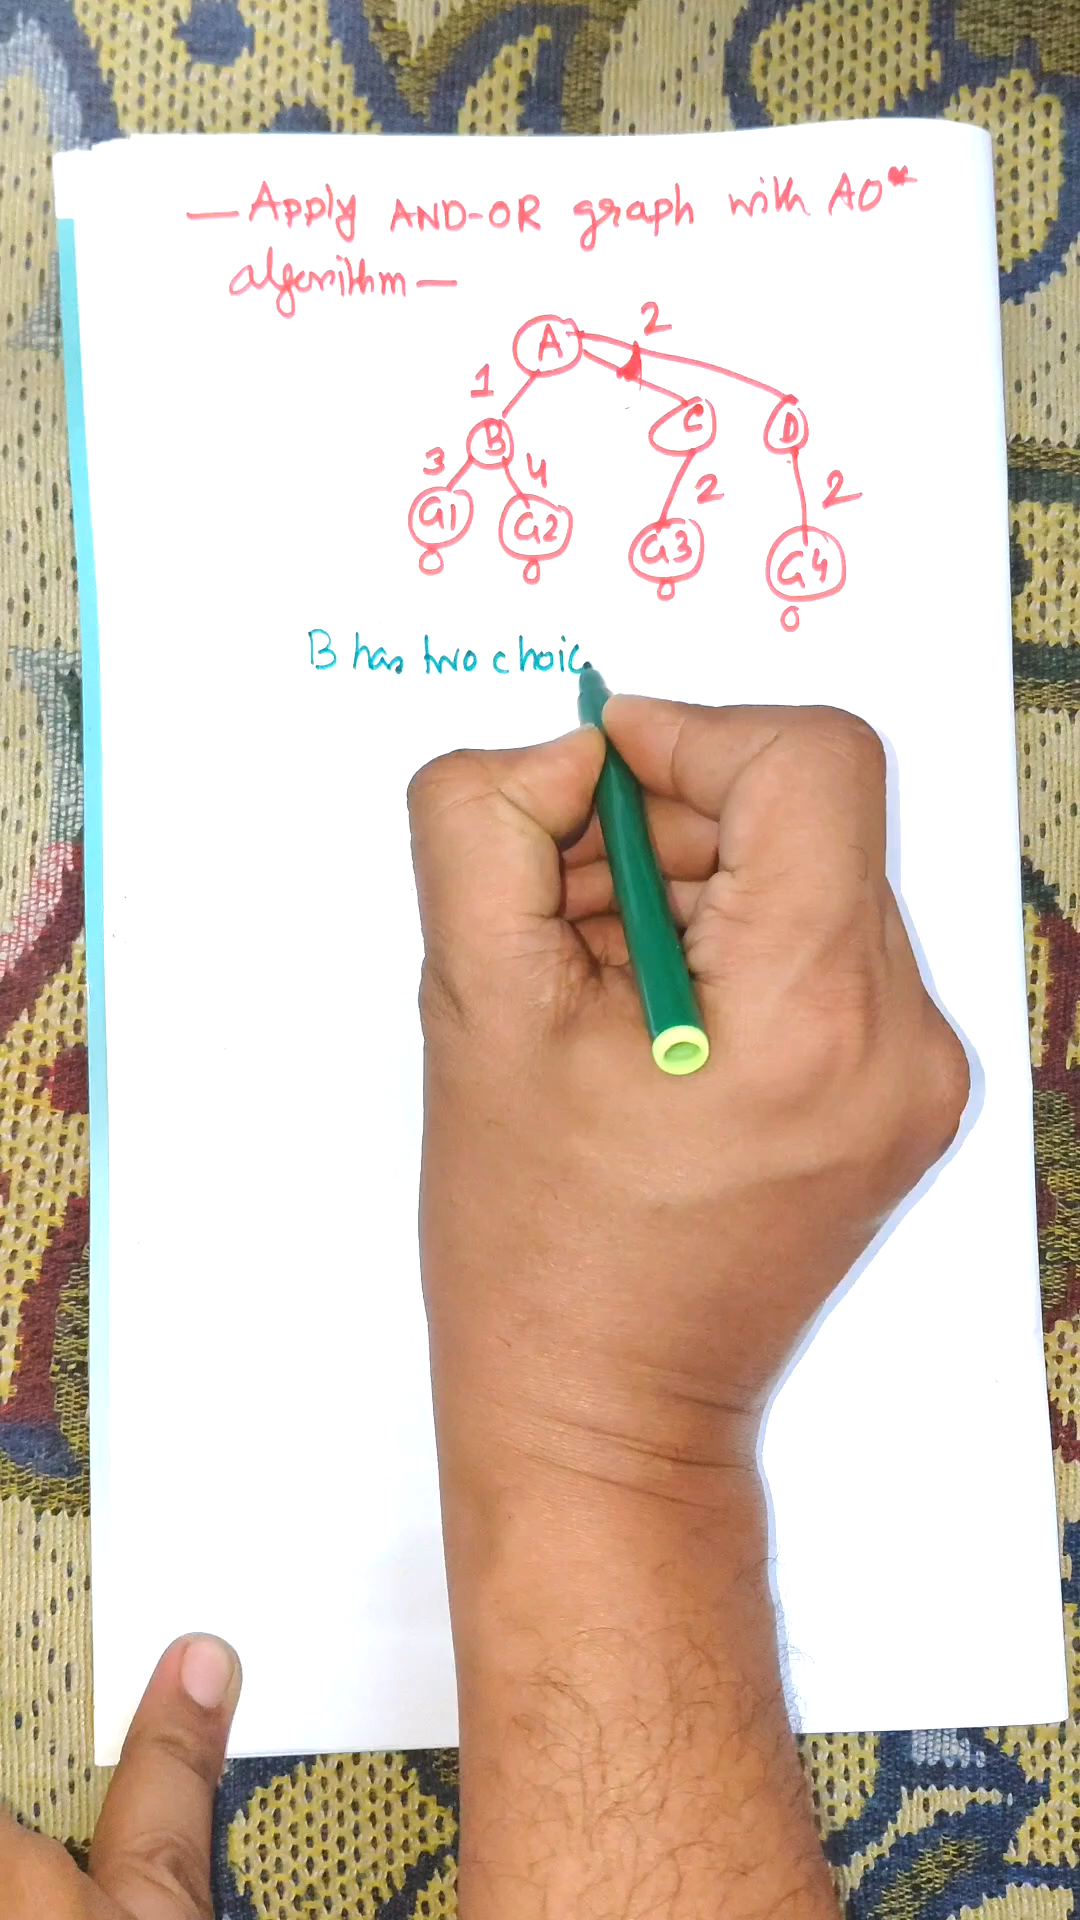 — Apply AND-OR graph with AO*
algorithm —
2
A
1
B C D
3 4 2 2
G1 G2 G3 G4
0 0 0 0
B has two choic